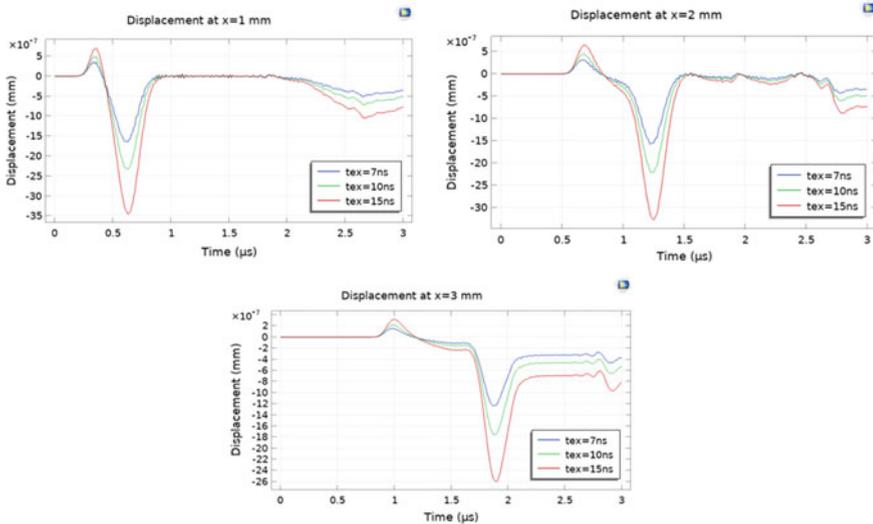 Displacement at x=1 mm
×10⁻⁷
5
0
-5
-10
-15
-20
-25
-30
-35
Displacement (mm)
tex=7ns
tex=10ns
tex=15ns
0 0.5 1 1.5 2 2.5 3
Time (μs)
Displacement at x=2 mm
×10⁻⁷
5
0
-5
-10
-15
-20
-25
-30
Displacement (mm)
tex=7ns
tex=10ns
tex=15ns
0 0.5 1 1.5 2 2.5 3
Time (μs)
Displacement at x=3 mm
×10⁻⁷
2
0
-2
-4
-6
-8
-10
-12
-14
-16
-18
-20
-22
-24
-26
Displacement (mm)
tex=7ns
tex=10ns
tex=15ns
0 0.5 1 1.5 2 2.5 3
Time (μs)